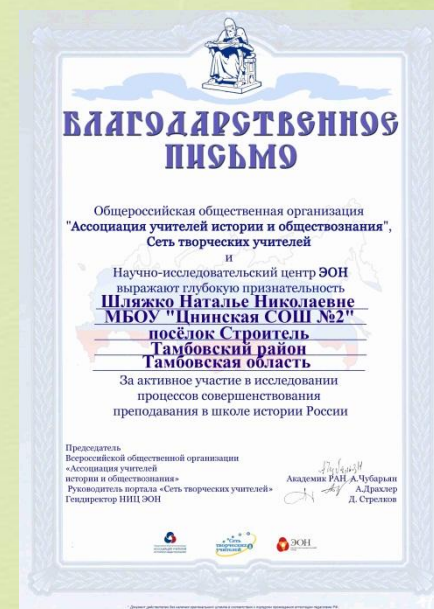 БЛАГОДАРСТВЕННОЕ
ПИСЬМО
Общероссийская общественная организация
"Ассоциация учителей истории и обществознания",
Сеть творческих учителей
и
Научно-исследовательский центр ЭОН
выражают глубокую признательность
Шляжко Наталье Николаевне
МБОУ "Цнинская СОШ №2"
посёлок Строитель
Тамбовский район
Тамбовская область
За активное участие в исследовании
процессов совершенствования
преподавания в школе истории России
Председатель
Всероссийской общественной организации
«Ассоциация учителей
истории и обществознания» Академик РАН А.Чубарьян
Руководитель портала «Сеть творческих учителей» А.Драхлер
Гендиректор НИЦ ЭОН Д. Стрелков
Сеть
творческих
учителей
ЭОН